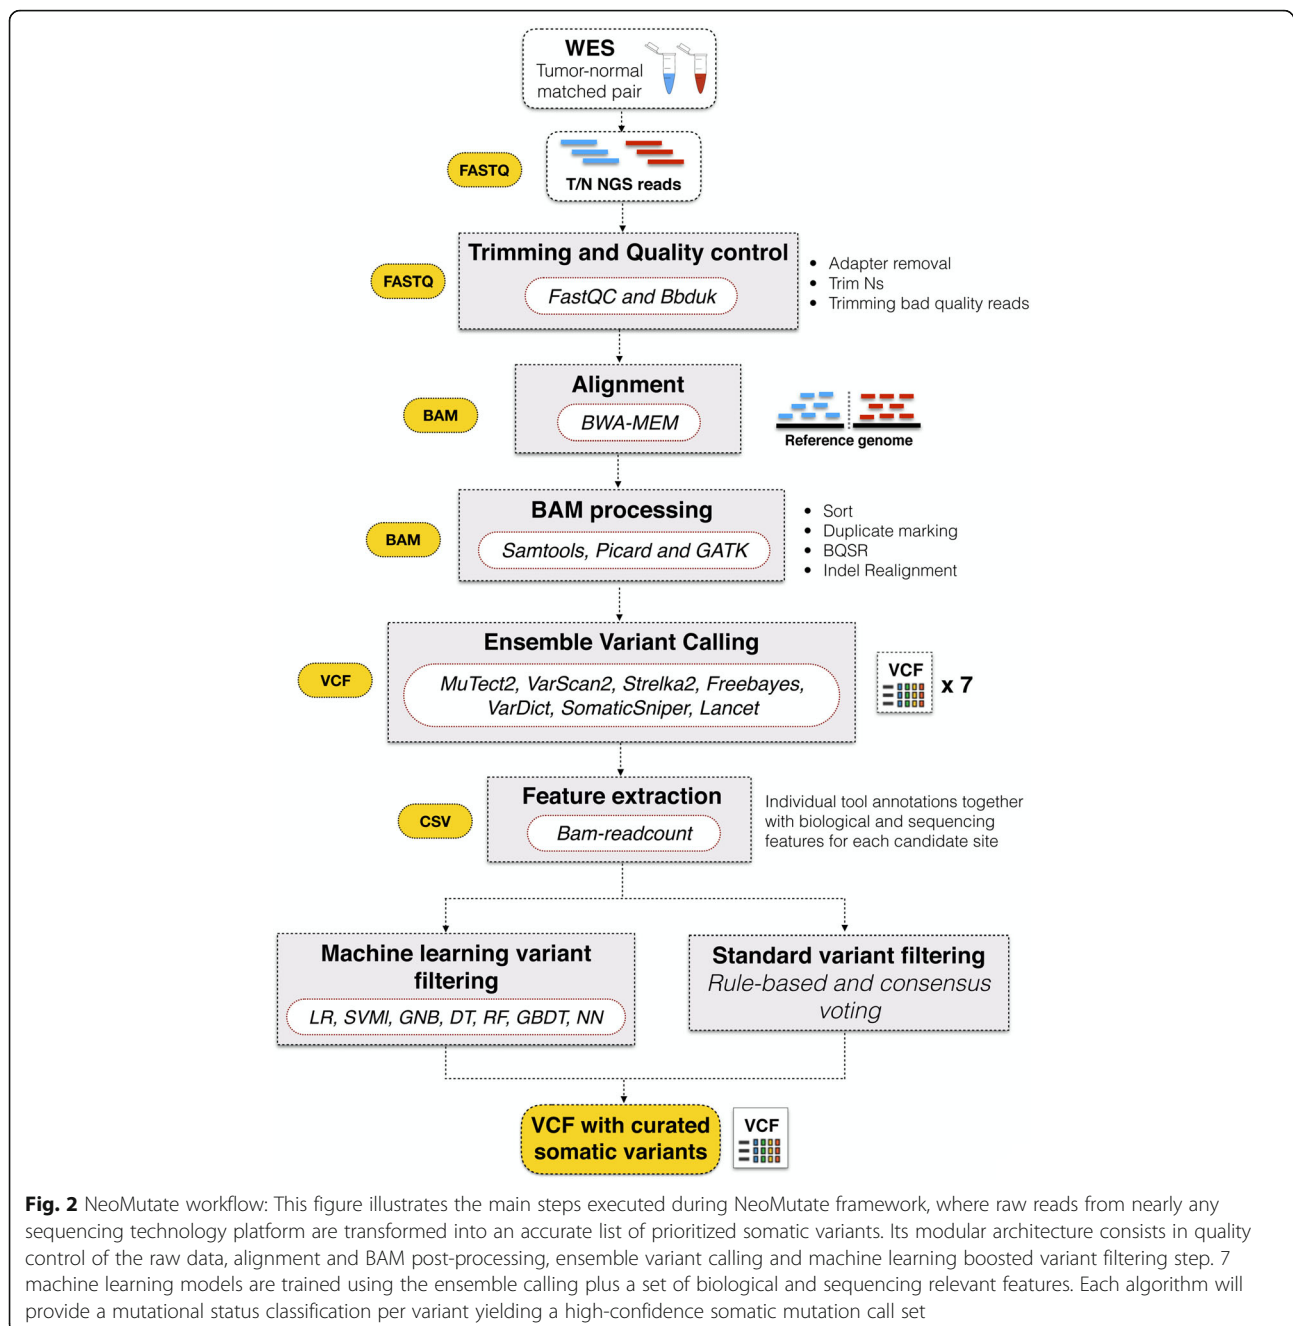 WES
Tumor-normal
matched pair
FASTQ
T/N NGS reads
Trimming and Quality control
FASTQ
FastQC and Bbduk
• Adapter removal
• Trim Ns
• Trimming bad quality reads
Alignment
BAM
BWA-MEM
Reference genome
BAM processing
BAM
Samtools, Picard and GATK
• Sort
• Duplicate marking
• BQSR
• Indel Realignment
Ensemble Variant Calling
VCF
MuTect2, VarScan2, Strelka2, Freebayes,
VarDict, SomaticSniper, Lancet
VCF
x 7
Feature extraction
CSV
Bam-readcount
Individual tool annotations together
with biological and sequencing
features for each candidate site
Machine learning variant
filtering
LR, SVMl, GNB, DT, RF, GBDT, NN
Standard variant filtering
Rule-based and consensus
voting
VCF with curated
somatic variants
VCF
Fig. 2 NeoMutate workflow: This figure illustrates the main steps executed during NeoMutate framework, where raw reads from nearly any
sequencing technology platform are transformed into an accurate list of prioritized somatic variants. Its modular architecture consists in quality
control of the raw data, alignment and BAM post-processing, ensemble variant calling and machine learning boosted variant filtering step. 7
machine learning models are trained using the ensemble calling plus a set of biological and sequencing relevant features. Each algorithm will
provide a mutational status classification per variant yielding a high-confidence somatic mutation call set